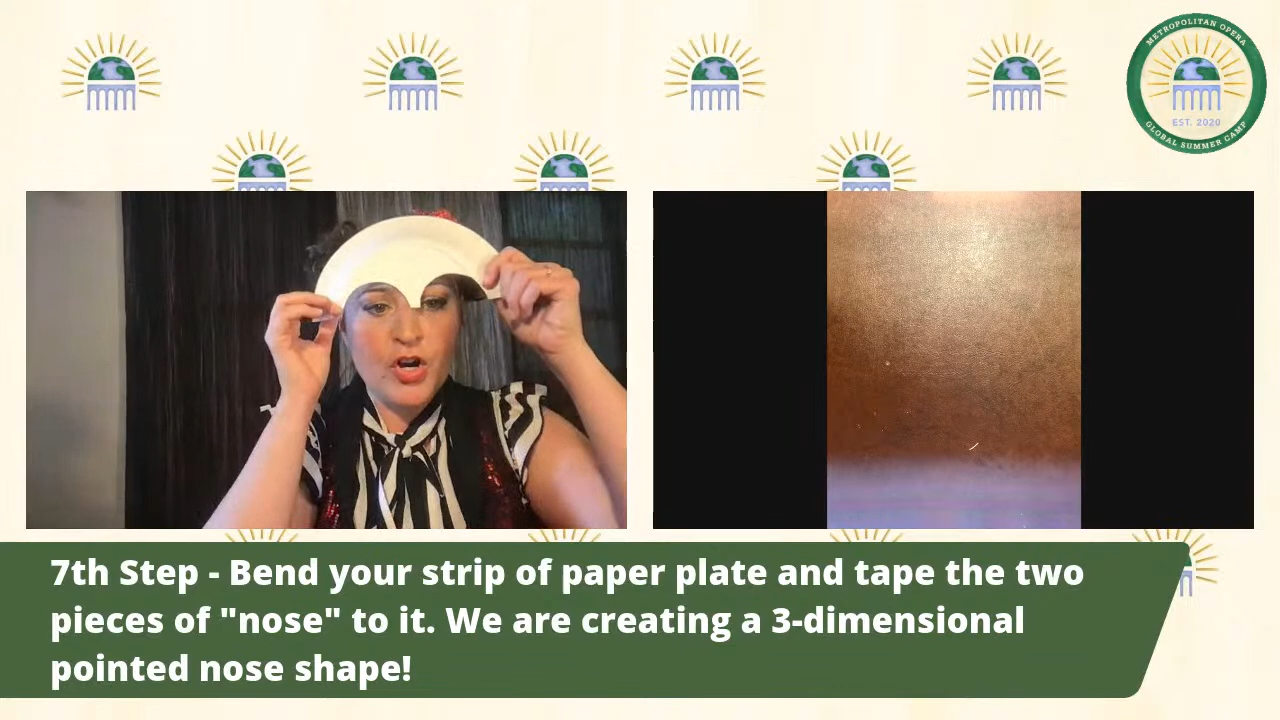 METROPOLITAN OPERA
EST. 2020
GLOBAL SUMMER CAMP
7th Step - Bend your strip of paper plate and tape the two
pieces of "nose" to it. We are creating a 3-dimensional
pointed nose shape!